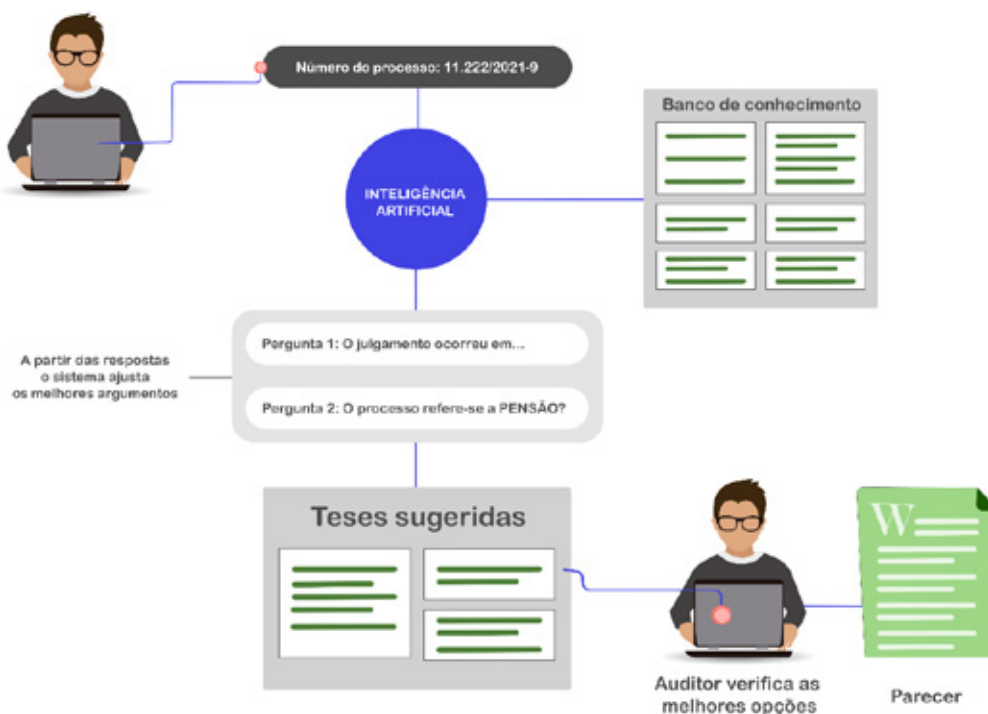 Número do processo: 11.222/2021-9
Banco de conhecimento
INTELIGÊNCIA
ARTIFICIAL
Pergunta 1: O julgamento ocorreu em...
A partir das respostas
o sistema ajusta
os melhores argumentos
Pergunta 2: O processo refere-se a PENSÃO?
Teses sugeridas
W
Auditor verifica as
melhores opções
Parecer